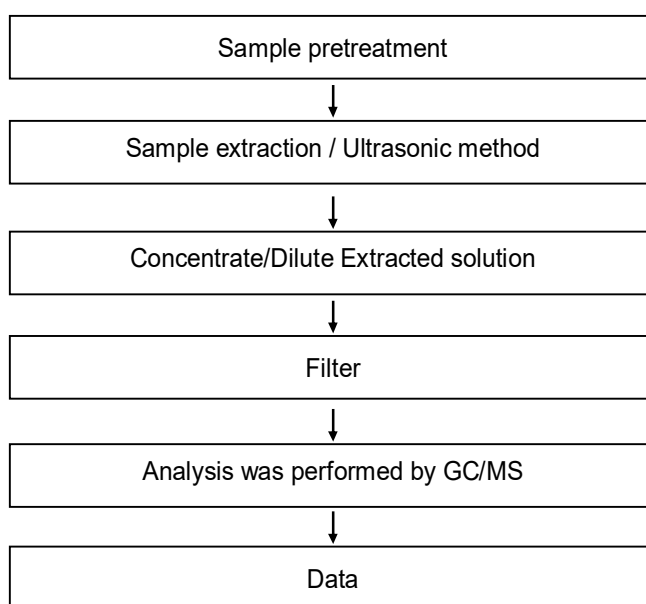 Sample pretreatment
Sample extraction / Ultrasonic method
Concentrate/Dilute Extracted solution
Filter
Analysis was performed by GC/MS
Data